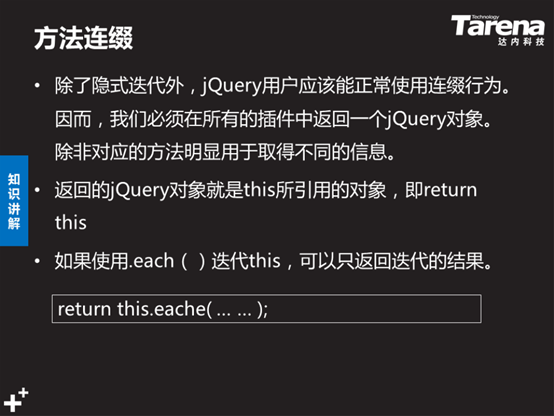 方法连缀
Technology
Tarena
达内科技
• 除了隐式迭代外，jQuery用户应该能正常使用连缀行为。
因而，我们必须在所有的插件中返回一个jQuery对象。
除非对应的方法明显用于取得不同的信息。
知识讲解
• 返回的jQuery对象就是this所引用的对象，即return
this
• 如果使用.each（ ）迭代this，可以只返回迭代的结果。
return this.eache( … … );